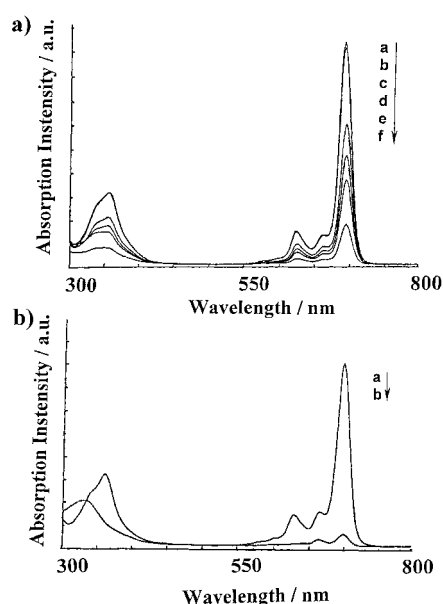 a)
Absorption Instensity / a.u.
a
b
c
d
e
f
300 550 800
Wavelength / nm
b)
Absorption Instensity / a.u.
a
b
300 550 800
Wavelength / nm